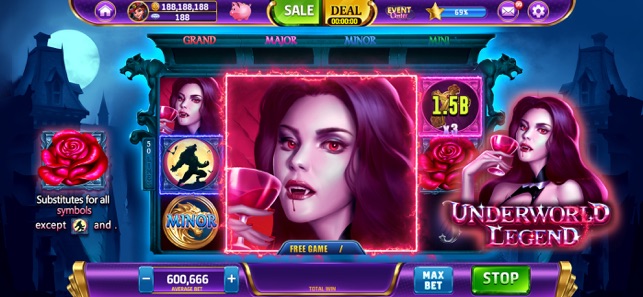 188,188,188
188
SALE
DEAL
00:00:00
EVENT
Center
69%
GRAND
MAJOR
MINOR
MINI
50
1.5B
x3
MINOR
Substitutes for all
symbols
except and .
UNDERWORLD
LEGEND
FREE GAME /
600,666
AVERAGE BET
TOTAL WIN
MAX
BET
STOP